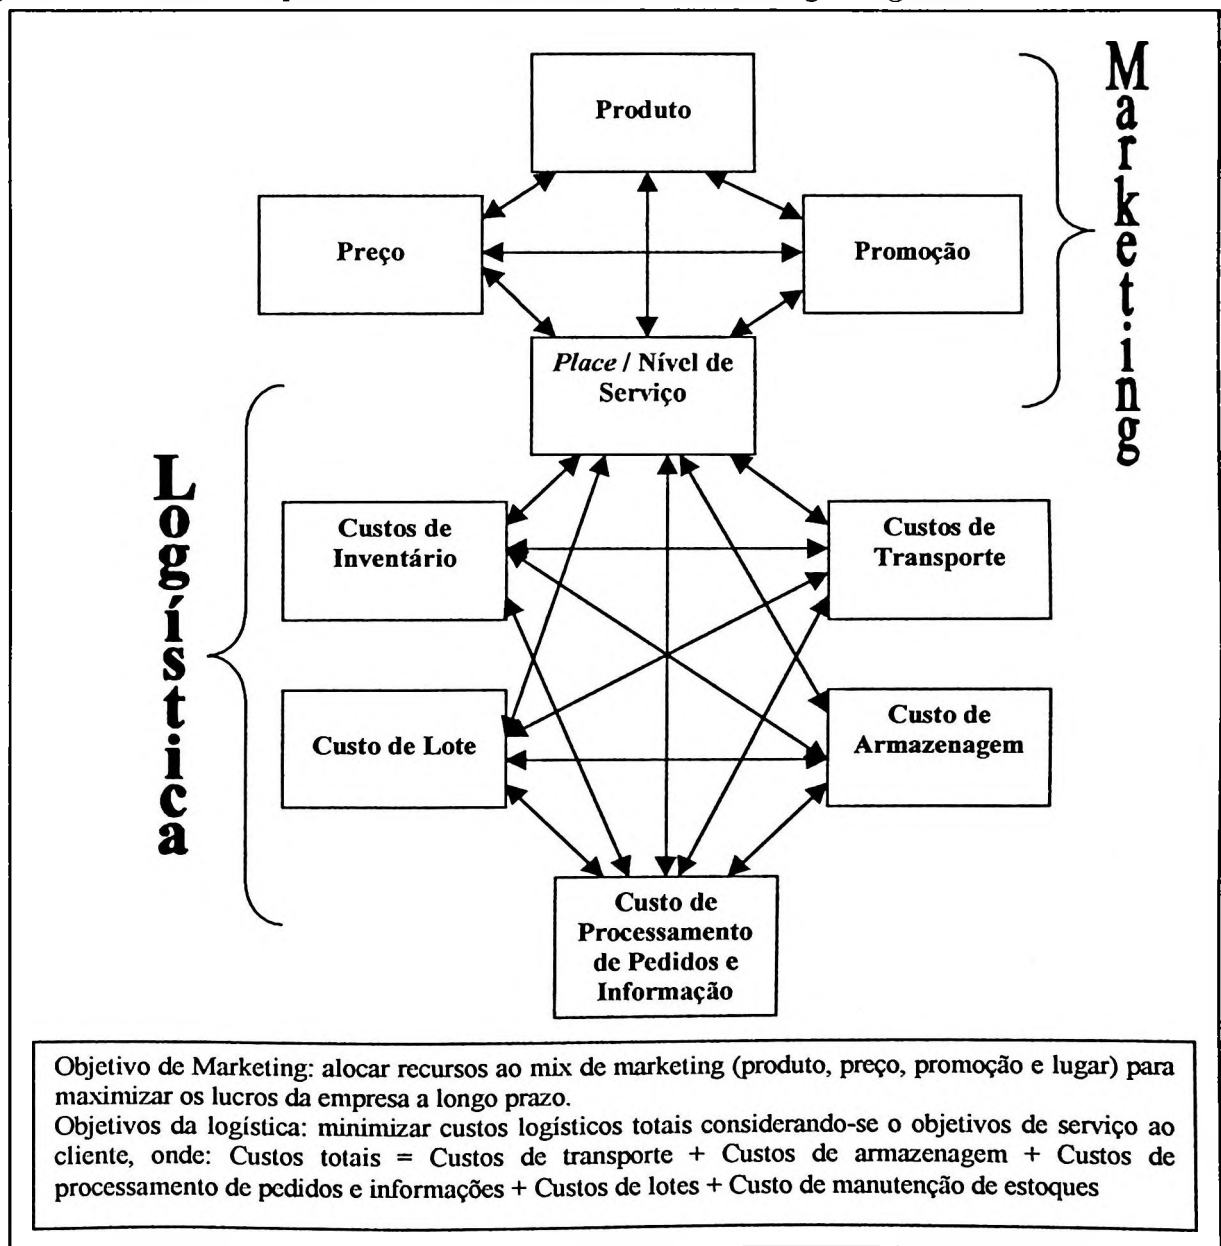 Marketing
Produto
Preço
Promoção
Place / Nível de
Serviço
Logística
Custos de
Inventário
Custos de
Transporte
Custo de Lote
Custo de
Armazenagem
Custo de
Processamento
de Pedidos e
Informação
Objetivo de Marketing: alocar recursos ao mix de marketing (produto, preço, promoção e lugar) para
maximizar os lucros da empresa a longo prazo.
Objetivos da logística: minimizar custos logísticos totais considerando-se o objetivos de serviço ao
cliente, onde: Custos totais = Custos de transporte + Custos de armazenagem + Custos de
processamento de pedidos e informações + Custos de lotes + Custo de manutenção de estoques